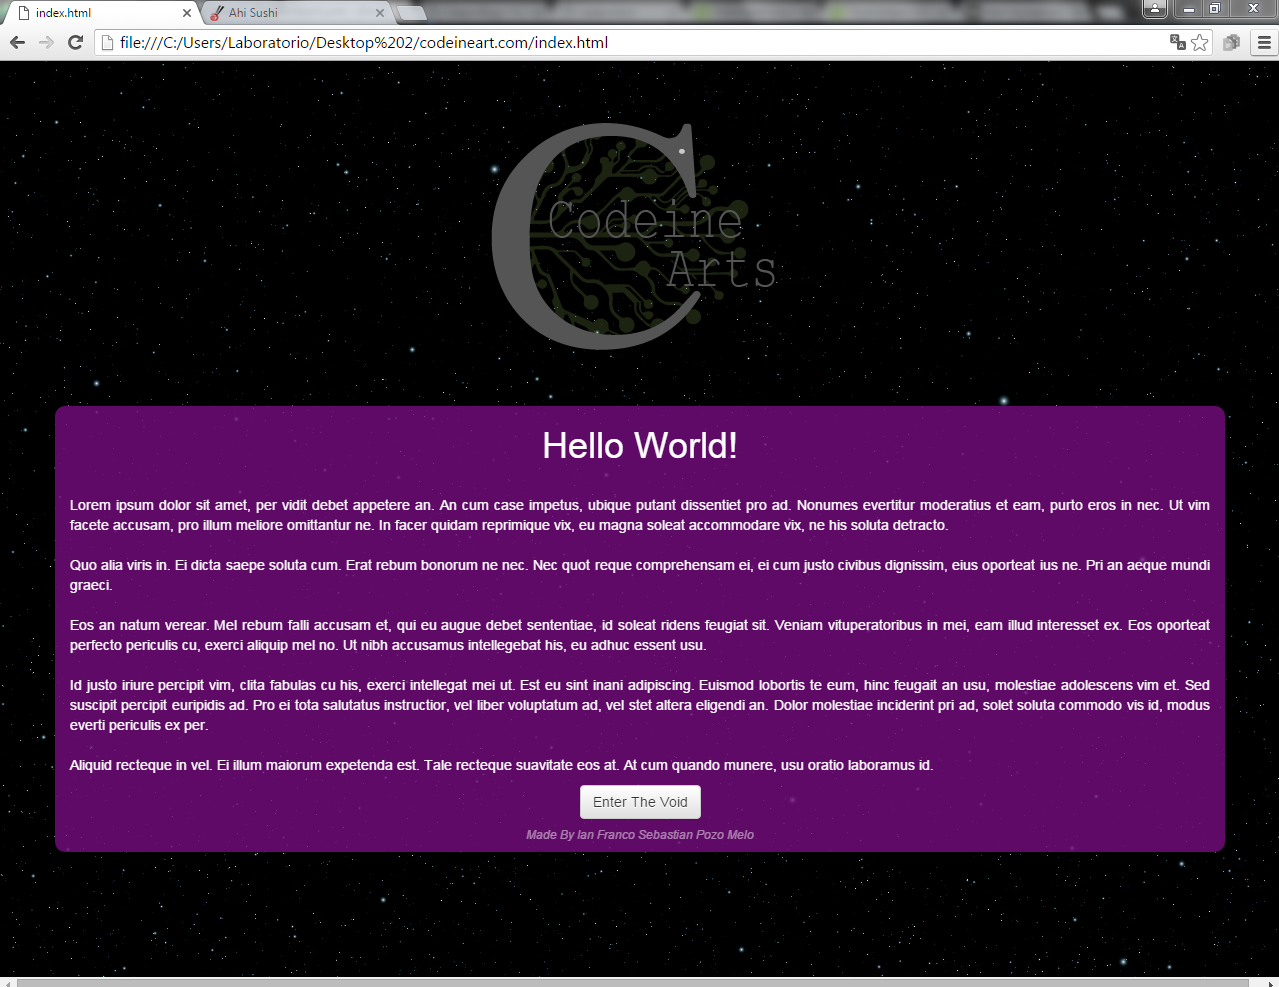 index.html
Ahi Sushi
file:///C:/Users/Laboratorio/Desktop%202/codeineart.com/index.html
C
Codeine
Arts
Hello World!
Lorem ipsum dolor sit amet, per vidit debet appetere an. An cum case impetus, ubique putant dissentiet pro ad. Nonumes evertitur moderatius et eam, purto eros in nec. Ut vim
facete accusam, pro illum meliore omittantur ne. In facer quidam reprimique vix, eu magna soleat accommodare vix, ne his soluta detracto.
Quo alia viris in. Ei dicta saepe soluta cum. Erat rebum bonorum ne nec. Nec quot reque comprehensam ei, ei cum justo civibus dignissim, eius oporteat ius ne. Pri an aeque mundi
graeci.
Eos an natum verear. Mel rebum falli accusam et, qui eu augue debet sententiae, id soleat ridens feugiat sit. Veniam vituperatoribus in mei, eam illud interesset ex. Eos oporteat
perfecto periculis cu, exerci aliquip mel no. Ut nibh accusamus intellegebat his, eu adhuc essent usu.
Id justo iriure percipit vim, clita fabulas cu his, exerci intellegat mei ut. Est eu sint inani adipiscing. Euismod lobortis te eum, hinc feugait an usu, molestiae adolescens vim et. Sed
suscipit percipit euripidis ad. Pro ei tota salutatus instructior, vel liber voluptatum ad, vel stet altera eligendi an. Dolor molestiae inciderint pri ad, solet soluta commodo vis id, modus
everti periculis ex per.
Aliquid recteque in vel. Ei illum maiorum expetenda est. Tale recteque suavitate eos at. At cum quando munere, usu oratio laboramus id.
Enter The Void
Made By Ian Franco Sebastian Pozo Melo